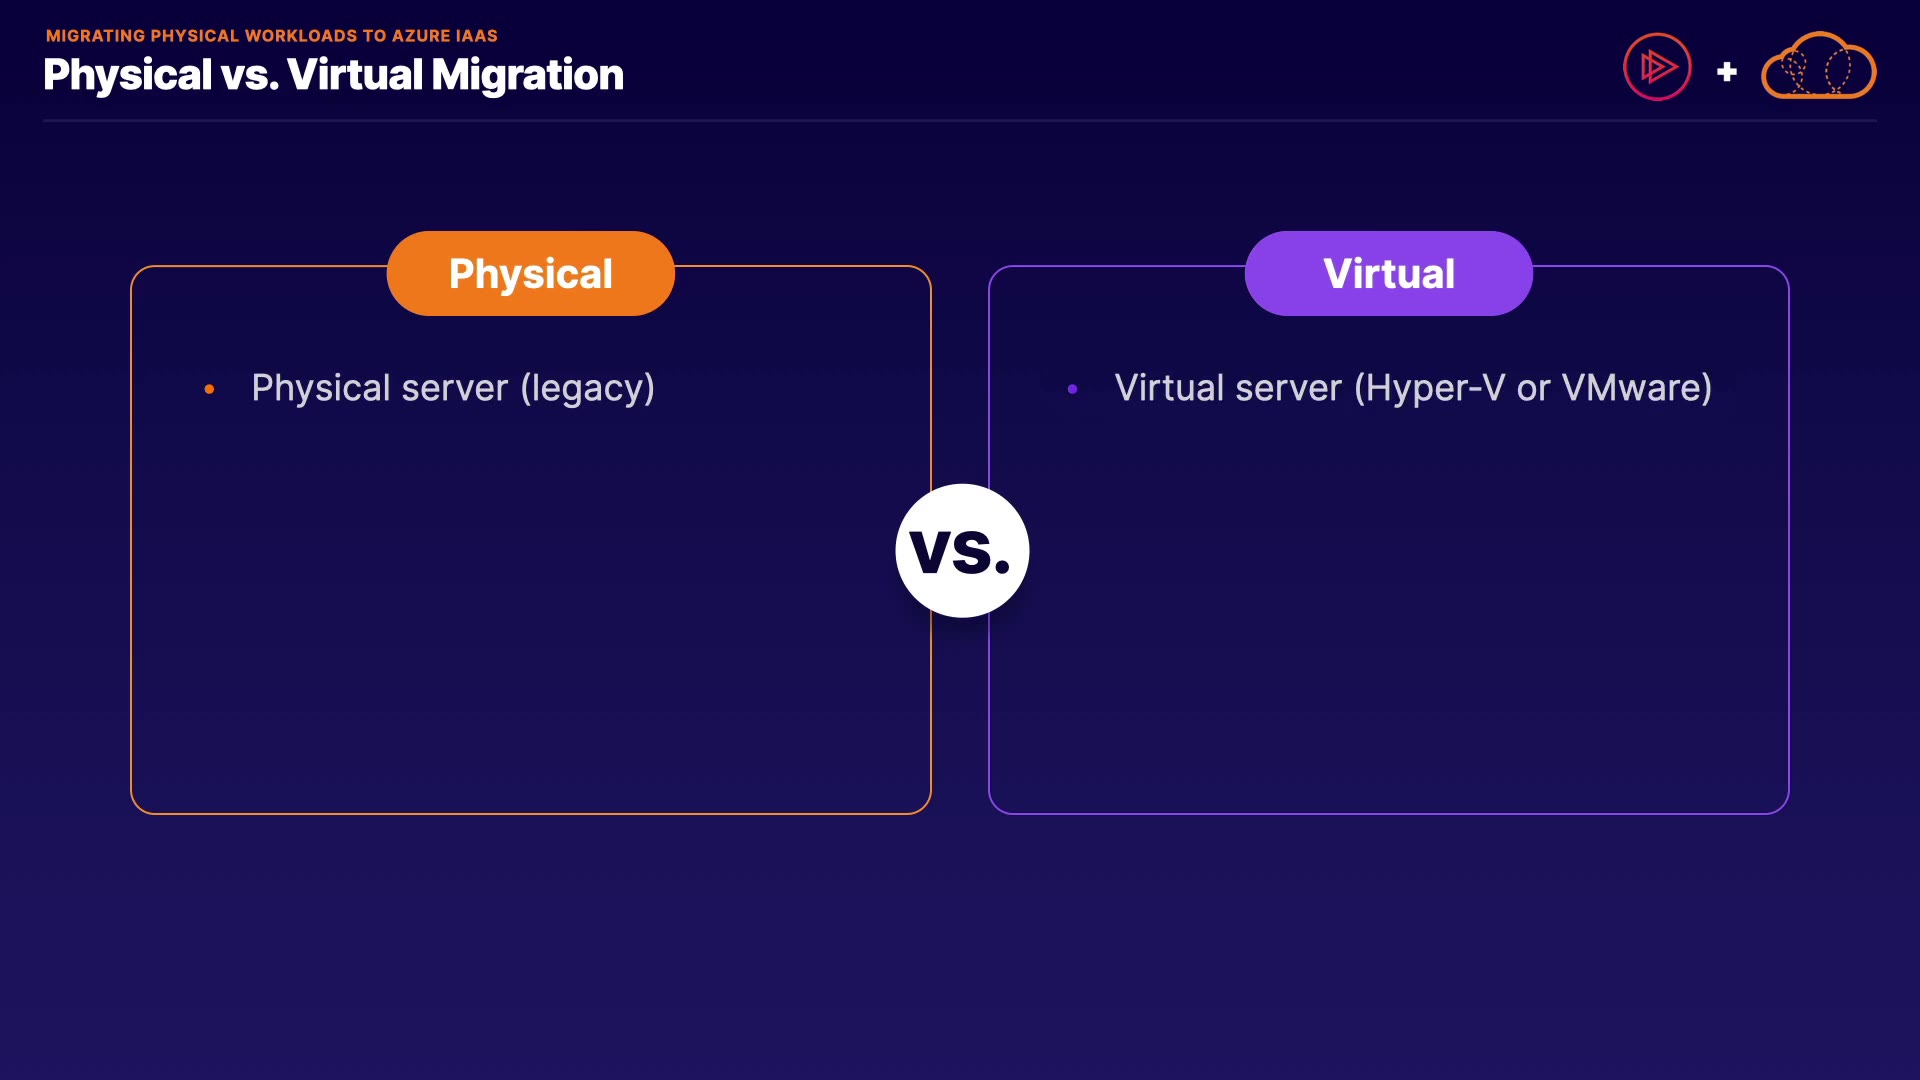 MIGRATING PHYSICAL WORKLOADS TO AZURE IAAS
Physical vs. Virtual Migration
Physical
• Physical server (legacy)
vs.
Virtual
• Virtual server (Hyper-V or VMware)